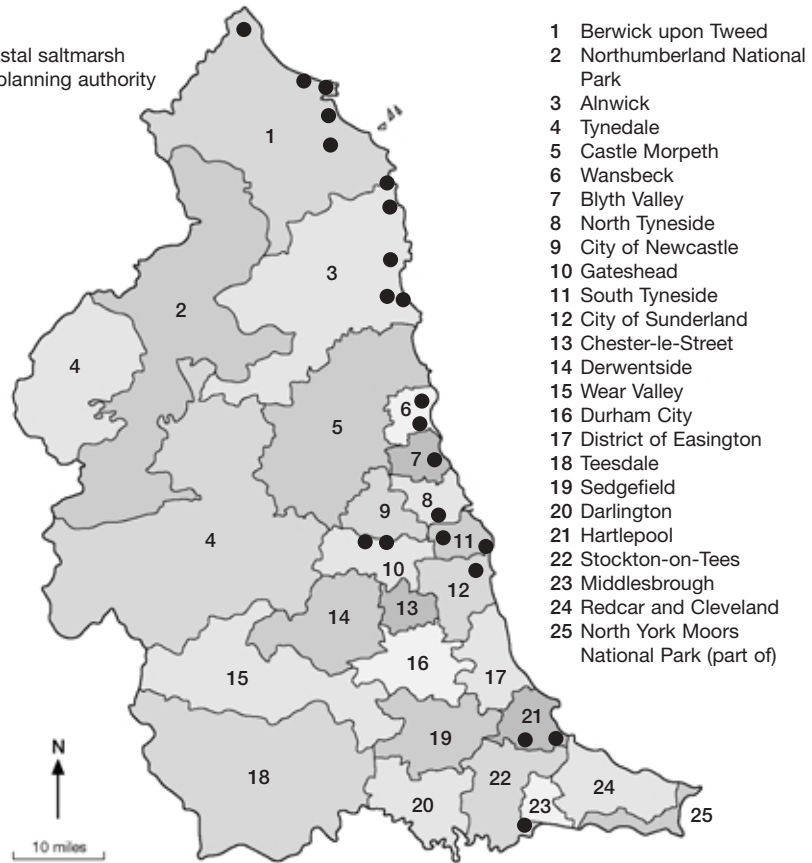 stal saltmarsh
planning authority
1 Berwick upon Tweed
2 Northumberland National
Park
3 Alnwick
4 Tynedale
5 Castle Morpeth
6 Wansbeck
7 Blyth Valley
8 North Tyneside
9 City of Newcastle
10 Gateshead
11 South Tyneside
12 City of Sunderland
13 Chester-le-Street
14 Derwentside
15 Wear Valley
16 Durham City
17 District of Easington
18 Teesdale
19 Sedgefield
20 Darlington
21 Hartlepool
22 Stockton-on-Tees
23 Middlesbrough
24 Redcar and Cleveland
25 North York Moors
National Park (part of)
1
3
2
4
6
5
7
8
9
4
11
10
12
13
14
16
15
17
21
19
18
22
24
20
23
25
N
10 miles